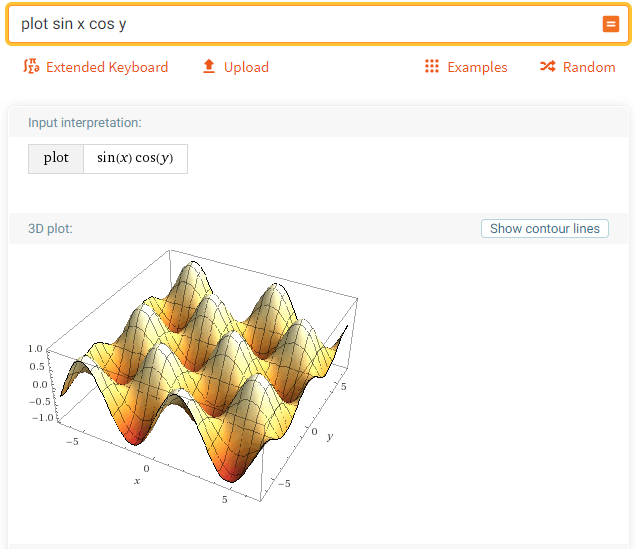 plot sin x cos y
Extended Keyboard
Upload
Examples
Random
Input interpretation:
plot
sin(x) cos(y)
3D plot:
Show contour lines
1.0
0.5
0.0
−0.5
−1.0
−5
0
x
5
−5
0
y
5